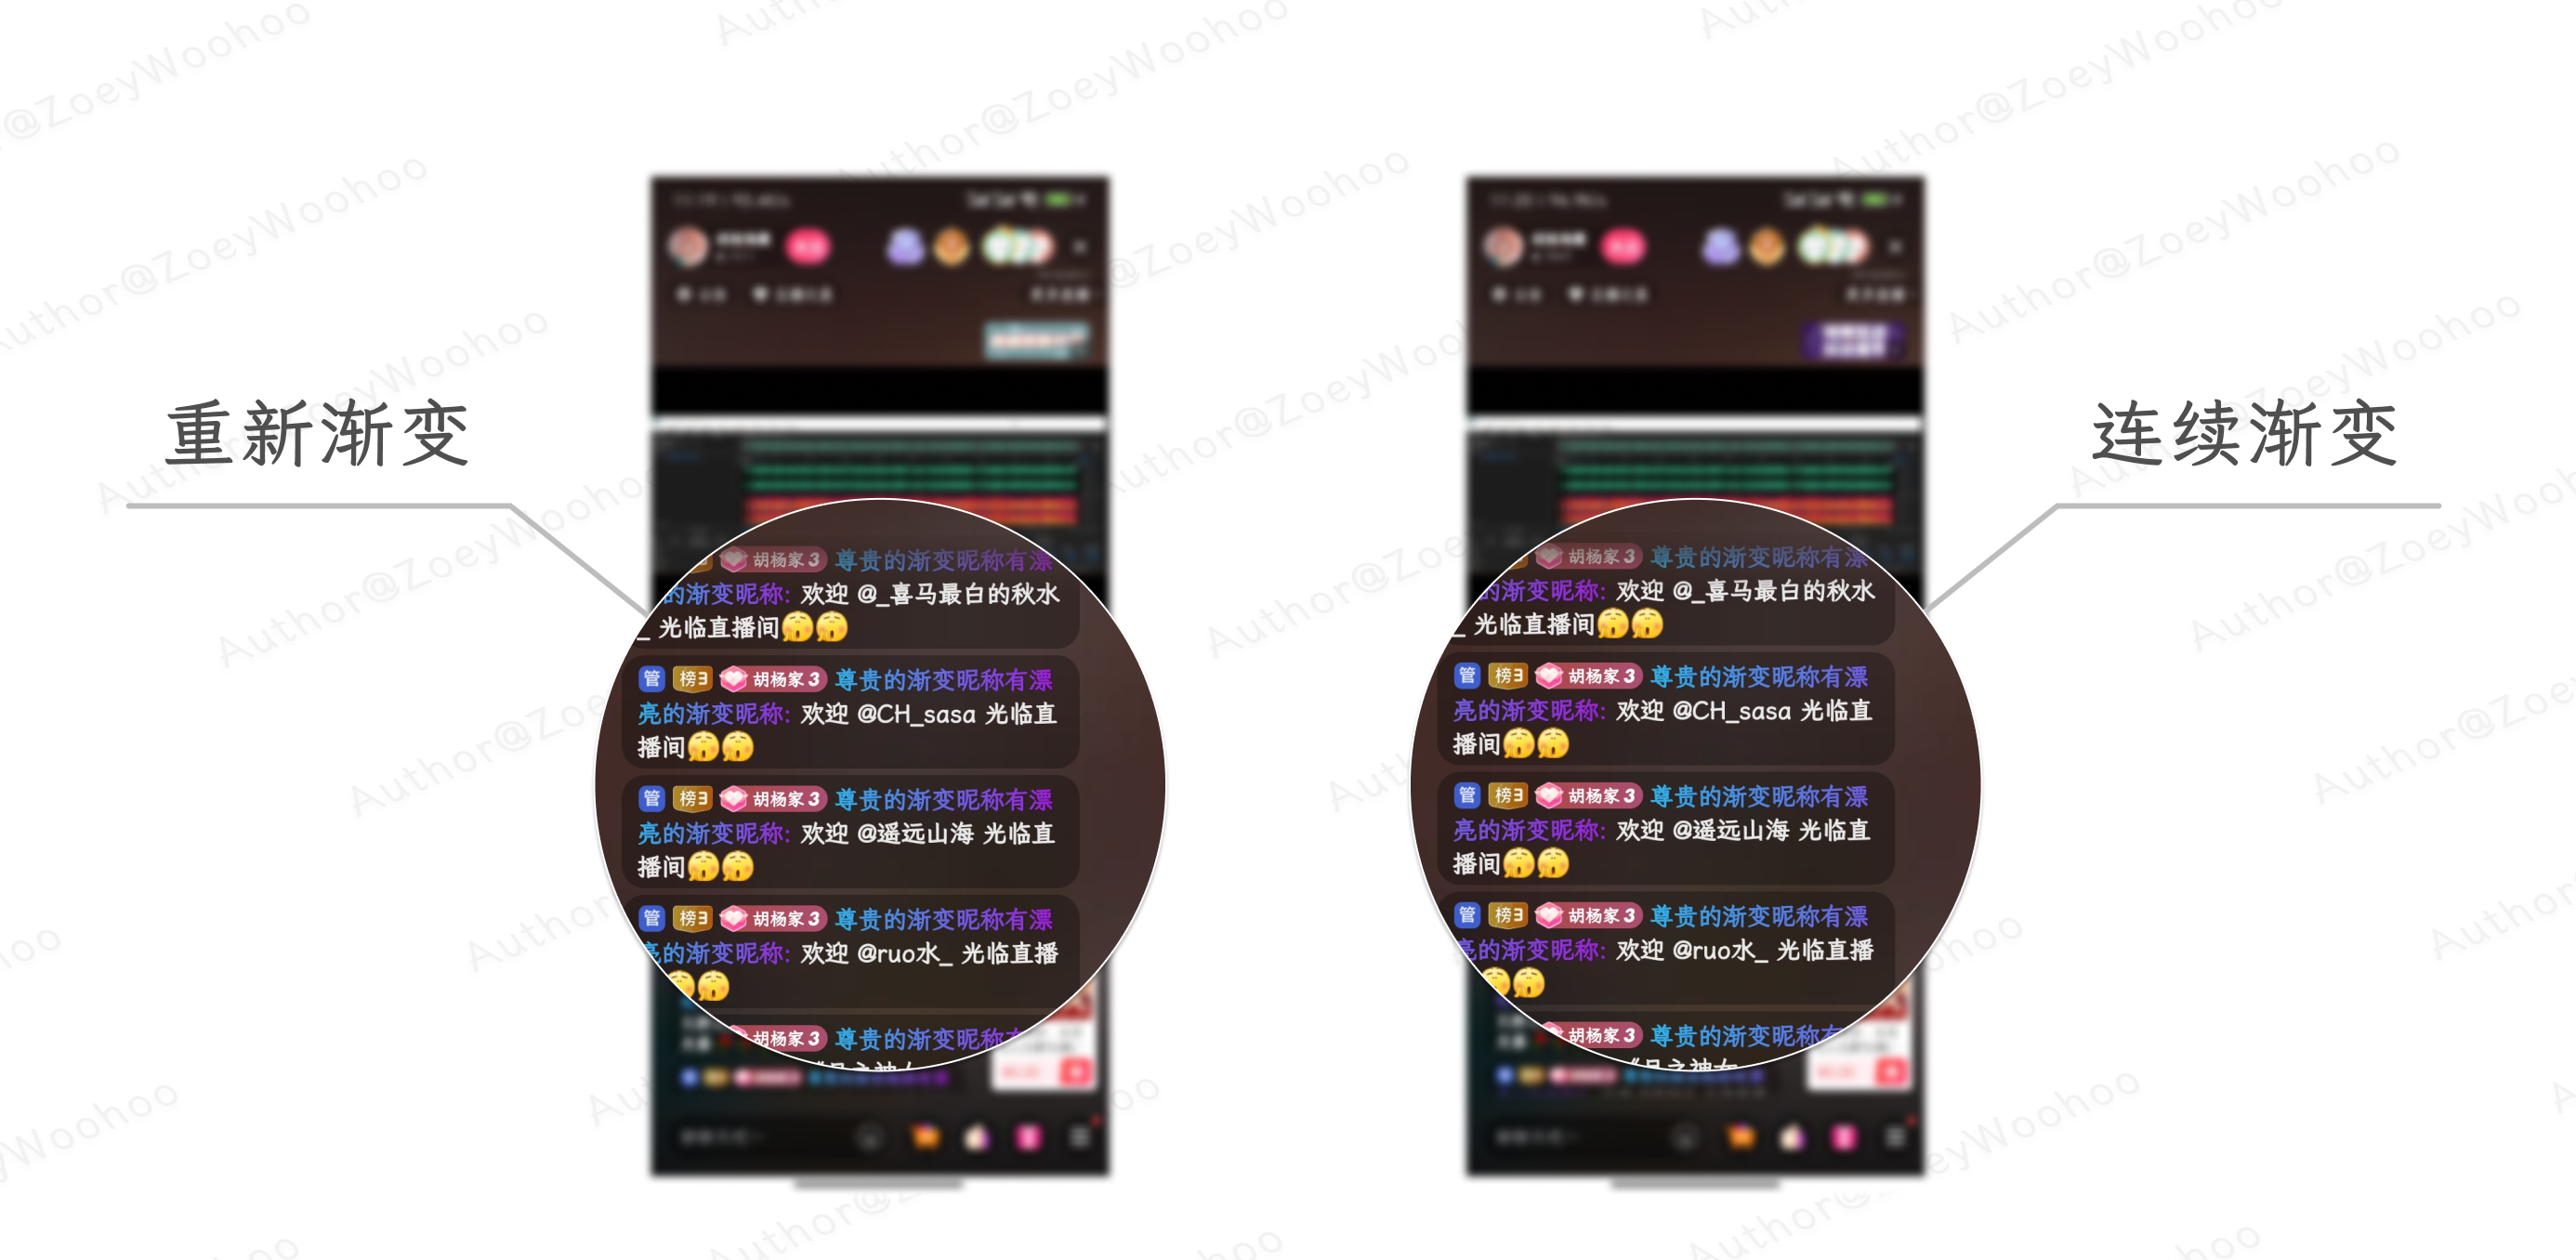 重新渐变
胡杨家 3 尊贵的渐变昵称有漂
的渐变昵称: 欢迎 @_喜马最白的秋水
_ 光临直播间
管 榜3 胡杨家 3 尊贵的渐变昵称有漂
亮的渐变昵称: 欢迎 @CH_sasa 光临直
播间
管 榜3 胡杨家 3 尊贵的渐变昵称有漂
亮的渐变昵称: 欢迎 @遥远山海 光临直
播间
管 榜3 胡杨家 3 尊贵的渐变昵称有漂
亮的渐变昵称: 欢迎 @ruo水_ 光临直播
胡杨家 3 尊贵的渐变昵称有
连续渐变
胡杨家 3 尊贵的渐变昵称有漂
的渐变昵称: 欢迎 @_喜马最白的秋水
_ 光临直播间
管 榜3 胡杨家 3 尊贵的渐变昵称有漂
亮的渐变昵称: 欢迎 @CH_sasa 光临直
播间
管 榜3 胡杨家 3 尊贵的渐变昵称有漂
亮的渐变昵称: 欢迎 @遥远山海 光临直
播间
管 榜3 胡杨家 3 尊贵的渐变昵称有漂
亮的渐变昵称: 欢迎 @ruo水_ 光临直播
胡杨家 3 尊贵的渐变昵称有
Author@ZoeyWoohoo